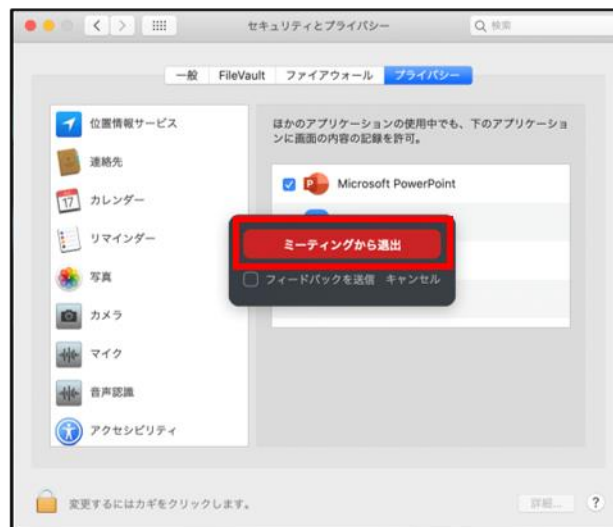 セキュリティとプライバシー
検索
一般 FileVault ファイアウォール プライバシー
位置情報サービス
連絡先
17 カレンダー
リマインダー
写真
カメラ
マイク
音声認識
アクセシビリティ
ほかのアプリケーションの使用中でも、下のアプリケーショ
ンに画面の内容の記録を許可。
Microsoft PowerPoint
ミーティングから退出
フィードバックを送信 キャンセル
変更するにはカギをクリックします。
詳細... ?